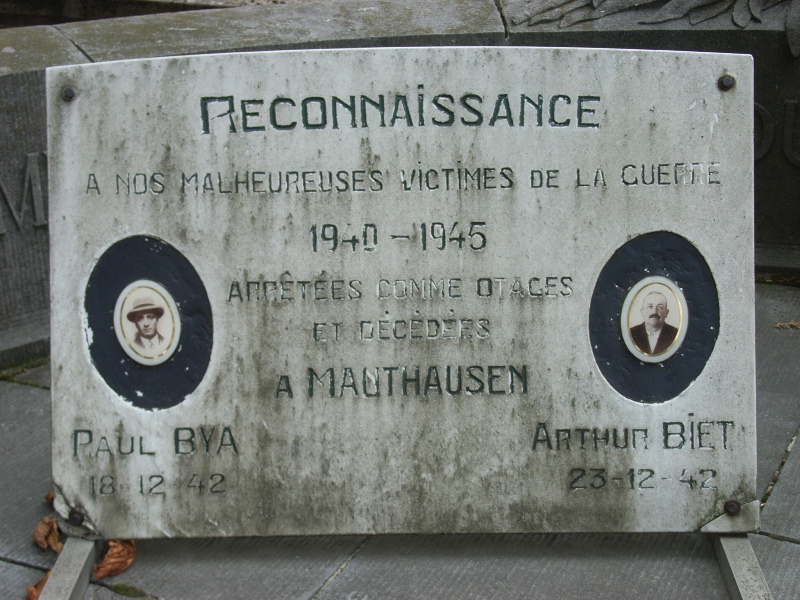 RECONNAISSANCE
A NOS MALHEUREUSES VICTIMES DE LA GUERRE
1940 - 1945
ARRÊTÉES COMME OTAGES
ET DÉCÉDÉES
A MAUTHAUSEN
PAUL BYA
18-12 42
ARTHUR BIET
23-12-42